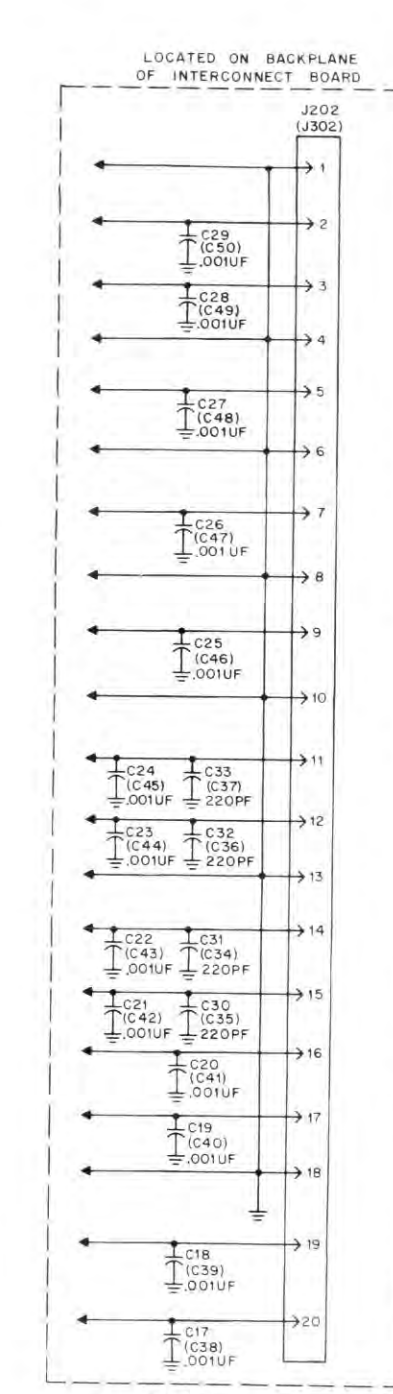 LOCATED ON BACKPLANE
OF INTERCONNECT BOARD
J202
(J302)
1
2
C29
(C50)
.001UF
3
C28
(C49)
.001UF
4
5
C27
(C48)
.001UF
6
7
C26
(C47)
.001UF
8
9
C25
(C46)
.001UF
10
11
C24 C33
(C45) (C37)
.001UF 220PF
12
C23 C32
(C44) (C36)
.001UF 220PF
13
14
C22 C31
(C43) (C34)
.001UF 220PF
15
C21 C30
(C42) (C35)
.001UF 220PF
16
C20
(C41)
.001UF
17
C19
(C40)
.001UF
18
19
C18
(C39)
.001UF
20
C17
(C38)
.001UF